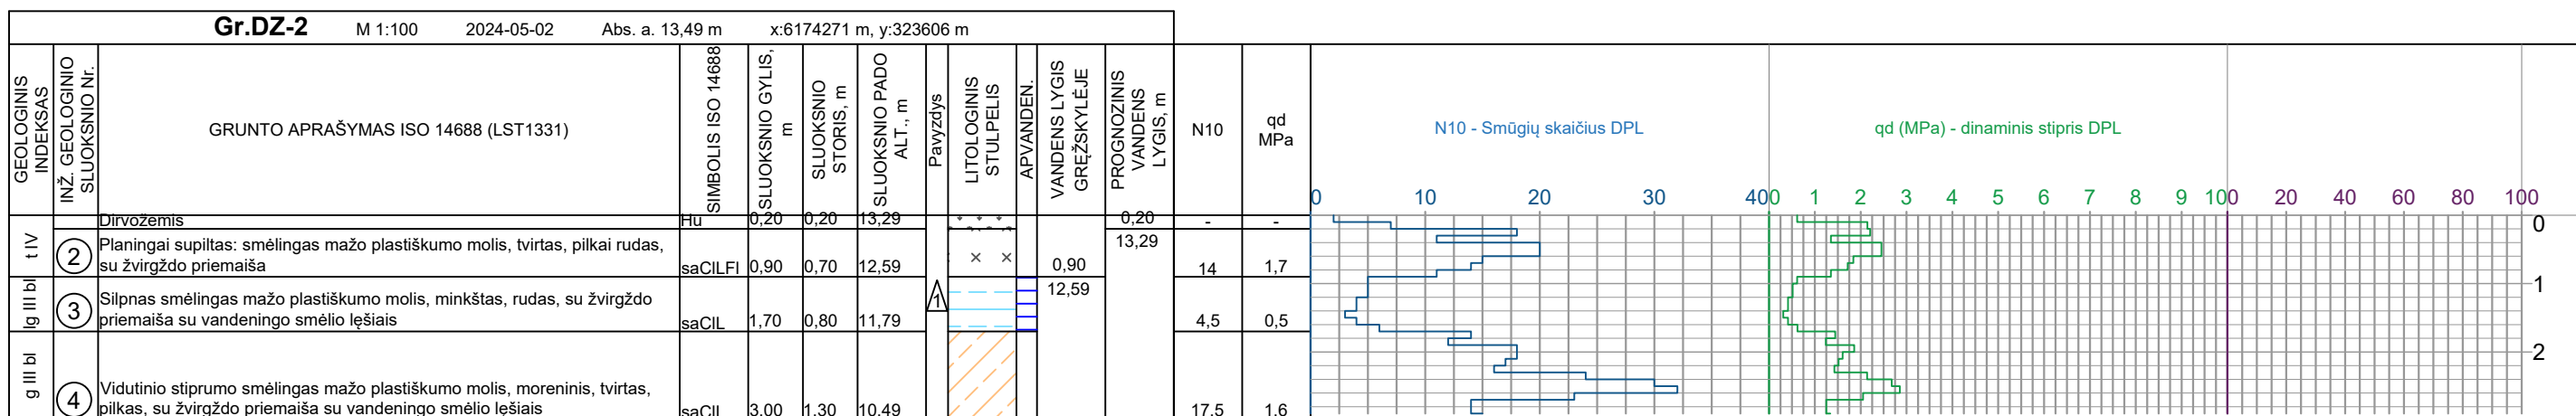 Gr.DZ-2 M 1:100 2024-05-02 Abs. a. 13,49 m x:6174271 m, y:323606 m
GEOLOGINIS
INDEKSAS
INŽ. GEOLOGINIO
SLUOKSNIO Nr.
GRUNTO APRAŠYMAS ISO 14688 (LST1331)
SIMBOLIS ISO 14688
SLUOKSNIO GYLIS,
m
SLUOKSNIO
STORIS, m
SLUOKSNIO PADO
ALT., m
Pavyzdys
LITOLOGINIS
STULPELIS
APVANDEN.
VANDENS LYGIS
GRĘŽSKYLĖJE
PROGNOZINIS
VANDENS
LYGIS, m
N10
qd
MPa
N10 - Smūgių skaičius DPL
qd (MPa) - dinaminis stipris DPL
0 10 20 30 40
0 1 2 3 4 5 6 7 8 9 10
0 20 40 60 80 100
Dirvožemis Hu 0,20 0,20 13,29 0,20 - -
13,29
t IV
2
Planingai supiltas: smėlingas mažo plastiškumo molis, tvirtas, pilkai rudas,
su žvirgždo priemaiša saClLFl 0,90 0,70 12,59 0,90 14 1,7
12,59
lg III bl
3
Silpnas smėlingas mažo plastiškumo molis, minkštas, rudas, su žvirgždo
priemaiša su vandeningo smėlio lęšiais saClL 1,70 0,80 11,79 4,5 0,5
1
g III bl
4
Vidutinio stiprumo smėlingas mažo plastiškumo molis, moreninis, tvirtas,
pilkas, su žvirgždo priemaiša su vandeningo smėlio lęšiais saClL 3,00 1,30 10,49 17,5 1,6
0
1
2